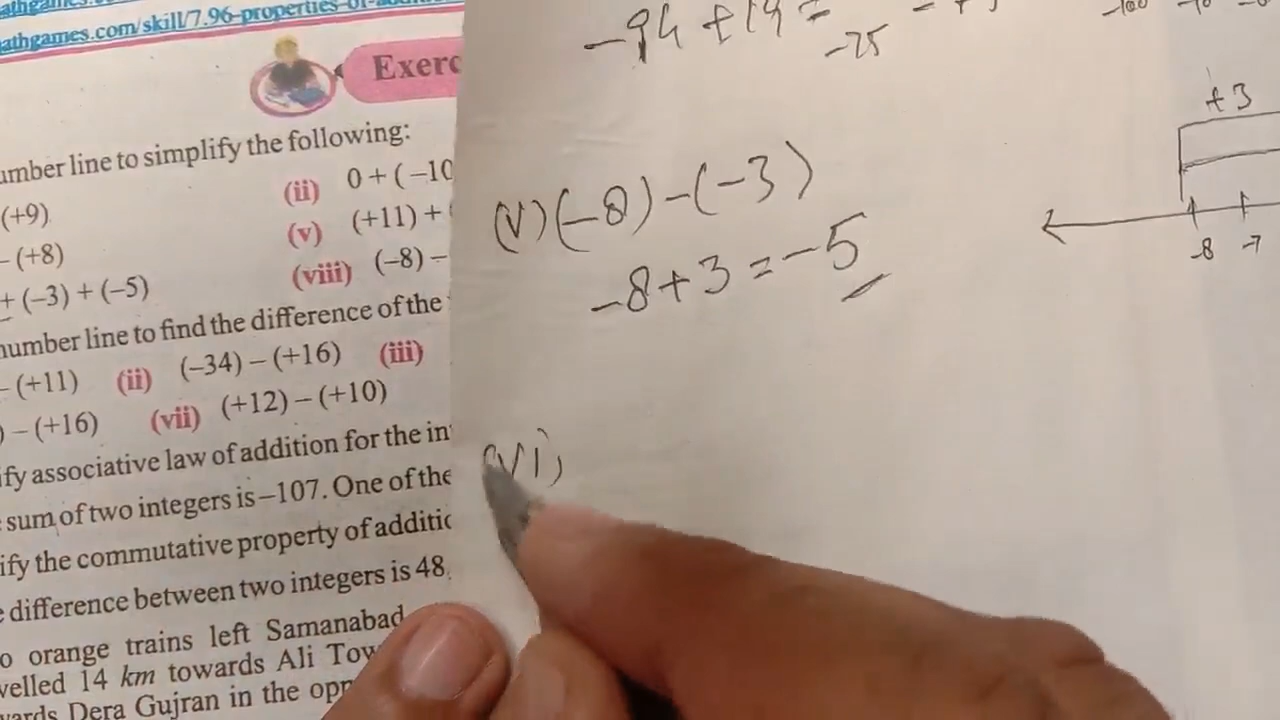 athgames.com/skill/7.96-properties-of-addition
Exerc
umber line to simplify the following:
(+9) (ii) 0 + (−10
− (+8) (v) (+11) +
+ (−3) + (−5) (viii) (−8) −
number line to find the difference of the
− (+11) (ii) (−34) − (+16) (iii)
) − (+16) (vii) (+12) − (+10)
ify associative law of addition for the in
sum of two integers is −107. One of the
ify the commutative property of additic
e difference between two integers is 48
o orange trains left Samanabad
velled 14 km towards Ali Tow
wards Dera Gujran in the opp
−94 + 19 =
−75
(V) (−8) − (−3)
−8 + 3 = −5
(vi)
+3
-8 -7